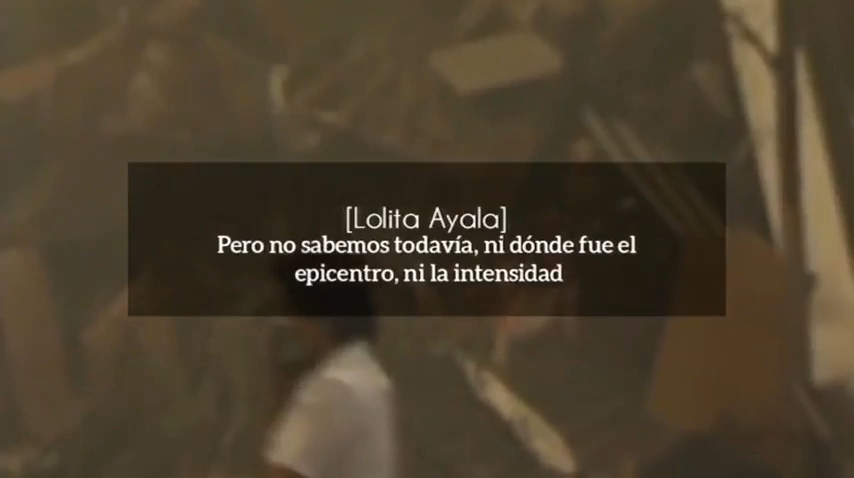 [Lolita Ayala]
Pero no sabemos todavía, ni dónde fue el
epicentro, ni la intensidad